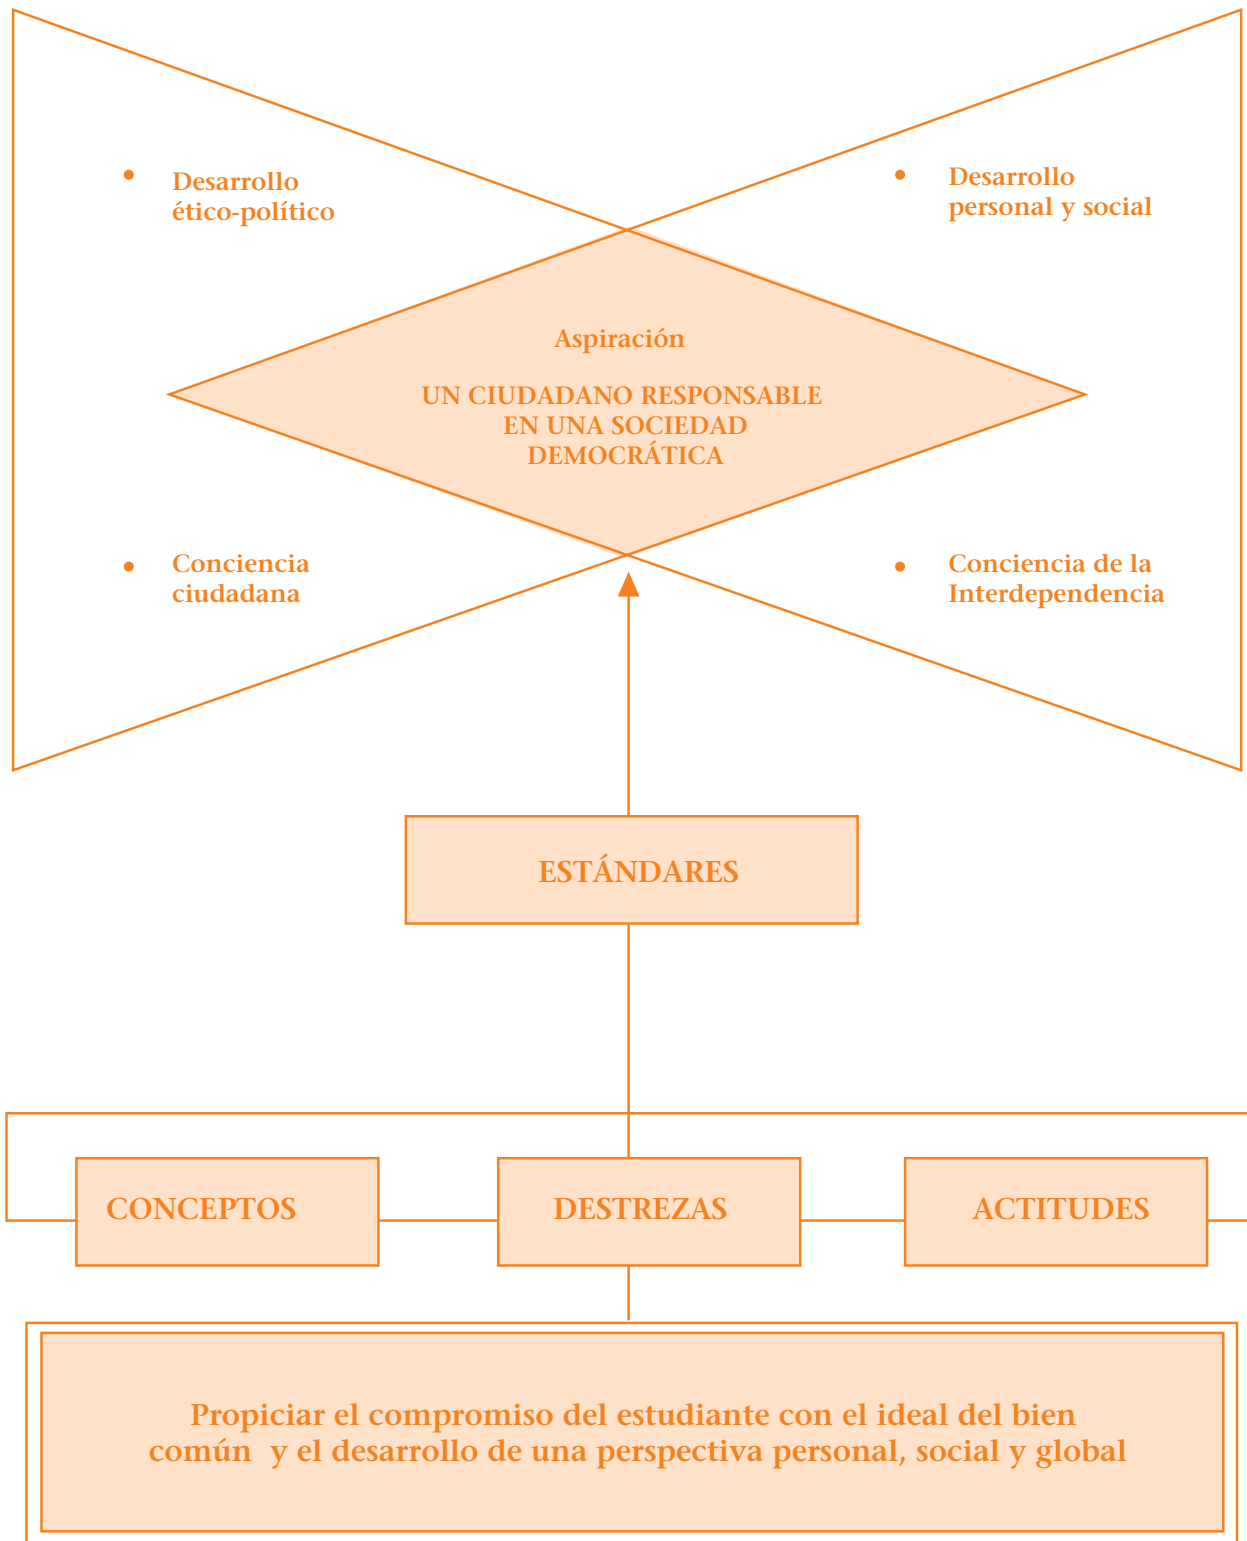 • Desarrollo
ético-político
• Desarrollo
personal y social
Aspiración
UN CIUDADANO RESPONSABLE
EN UNA SOCIEDAD
DEMOCRÁTICA
• Conciencia
ciudadana
• Conciencia de la
Interdependencia
ESTÁNDARES
CONCEPTOS
DESTREZAS
ACTITUDES
Propiciar el compromiso del estudiante con el ideal del bien
común y el desarrollo de una perspectiva personal, social y global